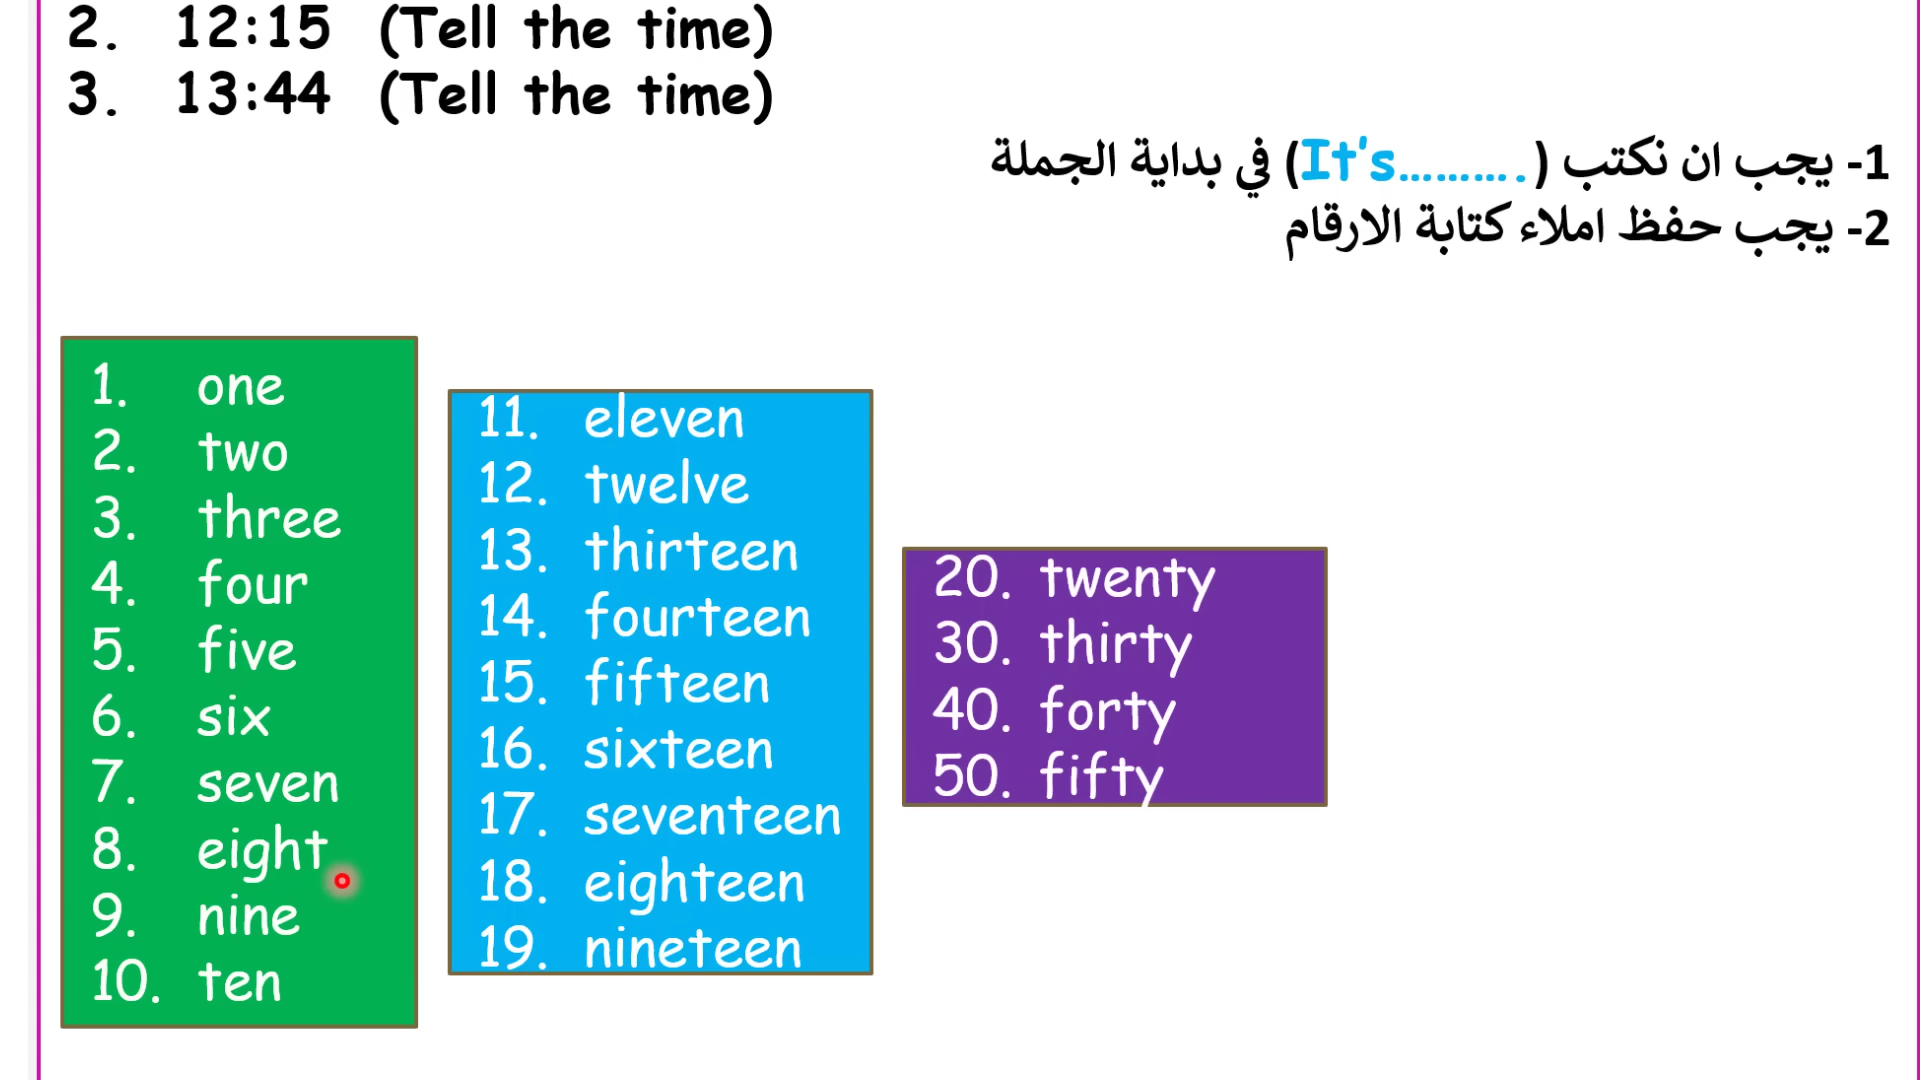 2. 12:15 (Tell the time)
3. 13:44 (Tell the time)
1- يجب ان نكتب (It's..........) في بداية الجملة
2- يجب حفظ املاء كتابة الارقام
1. one
2. two
3. three
4. four
5. five
6. six
7. seven
8. eight
9. nine
10. ten
11. eleven
12. twelve
13. thirteen
14. fourteen
15. fifteen
16. sixteen
17. seventeen
18. eighteen
19. nineteen
20. twenty
30. thirty
40. forty
50. fifty